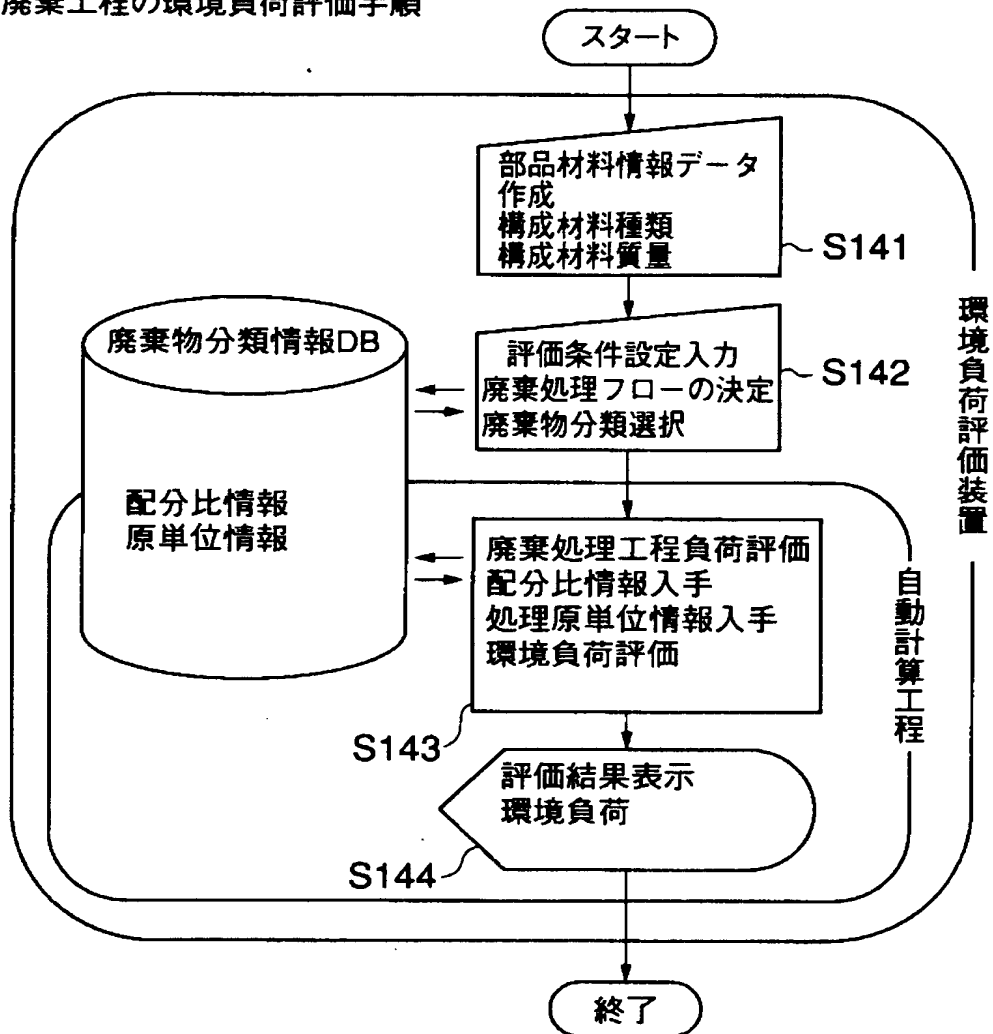 廃棄工程の環境負荷評価手順
スタート
部品材料情報データ
作成
構成材料種類
構成材料質量
S141
廃棄物分類情報DB
評価条件設定入力
廃棄処理フローの決定
廃棄物分類選択
S142
環境負荷評価装置
配分比情報
原単位情報
廃棄処理工程負荷評価
配分比情報入手
処理原単位情報入手
環境負荷評価
自動計算工程
S143
評価結果表示
環境負荷
S144
終了